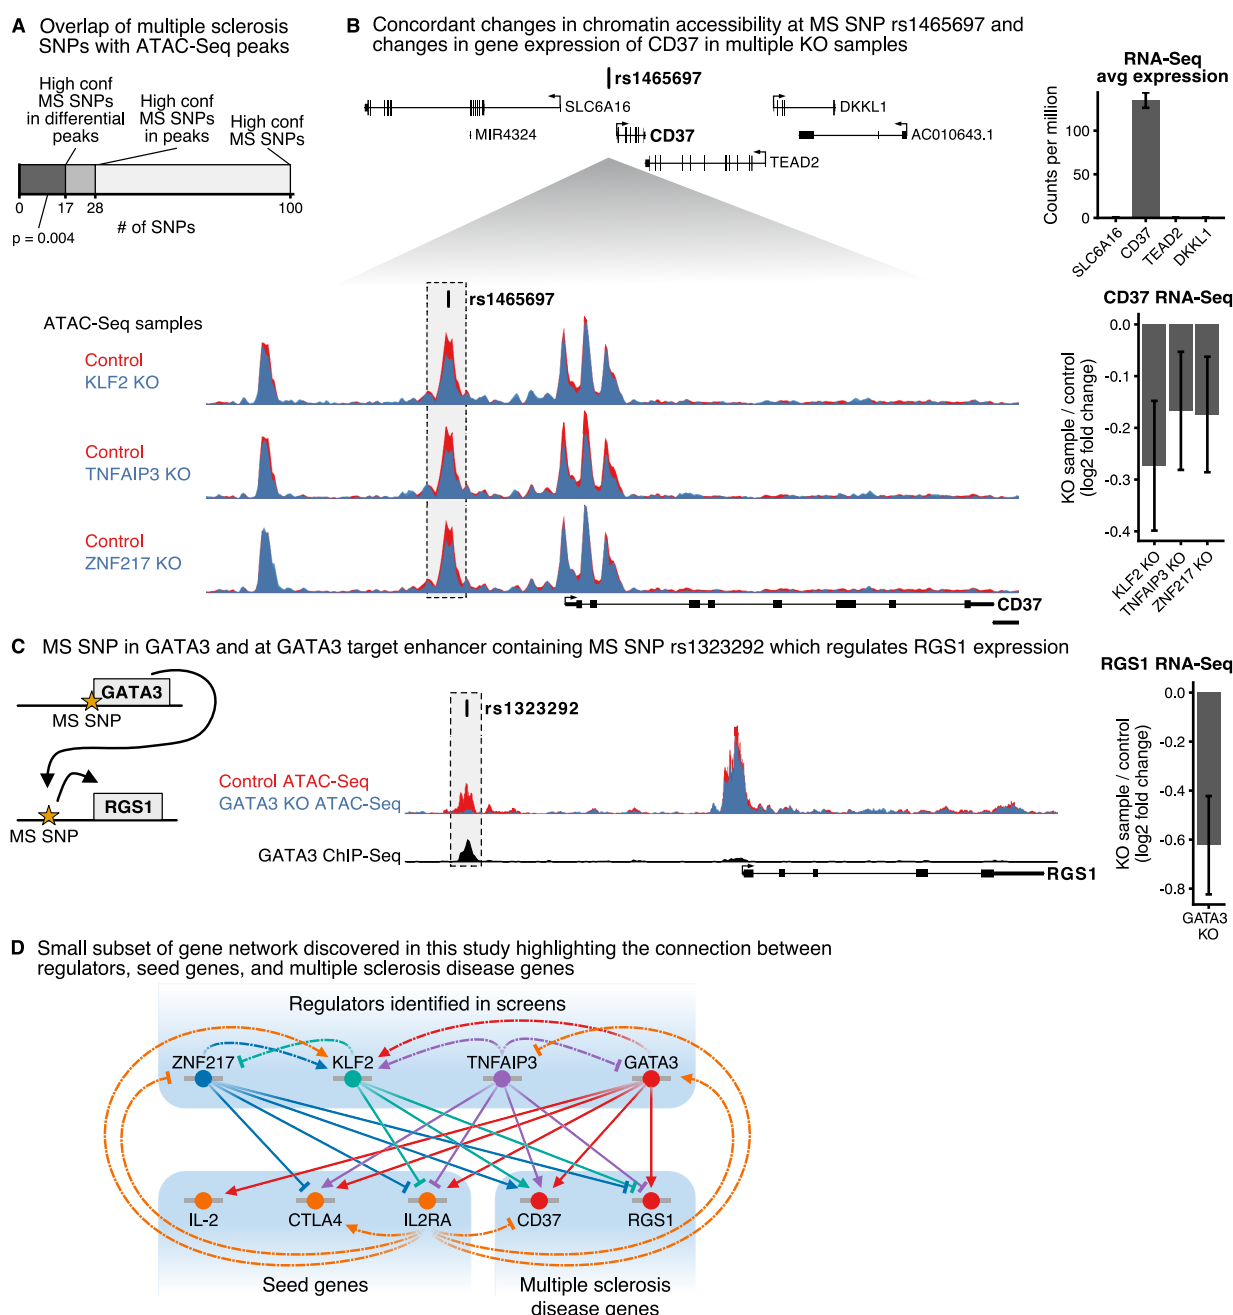 A Overlap of multiple sclerosis
SNPs with ATAC-Seq peaks
High conf
MS SNPs
in differential
peaks
High conf
MS SNPs
in peaks
High conf
MS SNPs
0
17
28
100
p = 0.004
# of SNPs
B Concordant changes in chromatin accessibility at MS SNP rs1465697 and
changes in gene expression of CD37 in multiple KO samples
rs1465697
SLC6A16
DKKL1
MIR4324
CD37
AC010643.1
TEAD2
rs1465697
ATAC-Seq samples
Control
KLF2 KO
Control
TNFAIP3 KO
Control
ZNF217 KO
CD37
RNA-Seq
avg expression
Counts per million
100
50
0
SLC6A16
CD37
TEAD2
DKKL1
CD37 RNA-Seq
KO sample / control
(log2 fold change)
0.0
-0.1
-0.2
-0.3
-0.4
KLF2 KO
TNFAIP3 KO
ZNF217 KO
C MS SNP in GATA3 and at GATA3 target enhancer containing MS SNP rs1323292 which regulates RGS1 expression
GATA3
MS SNP
RGS1
MS SNP
rs1323292
Control ATAC-Seq
GATA3 KO ATAC-Seq
GATA3 ChIP-Seq
RGS1
RGS1 RNA-Seq
KO sample / control
(log2 fold change)
0.0
-0.2
-0.4
-0.6
-0.8
GATA3
KO
D Small subset of gene network discovered in this study highlighting the connection between
regulators, seed genes, and multiple sclerosis disease genes
Regulators identified in screens
ZNF217
KLF2
TNFAIP3
GATA3
IL-2
CTLA4
IL2RA
CD37
RGS1
Seed genes
Multiple sclerosis
disease genes